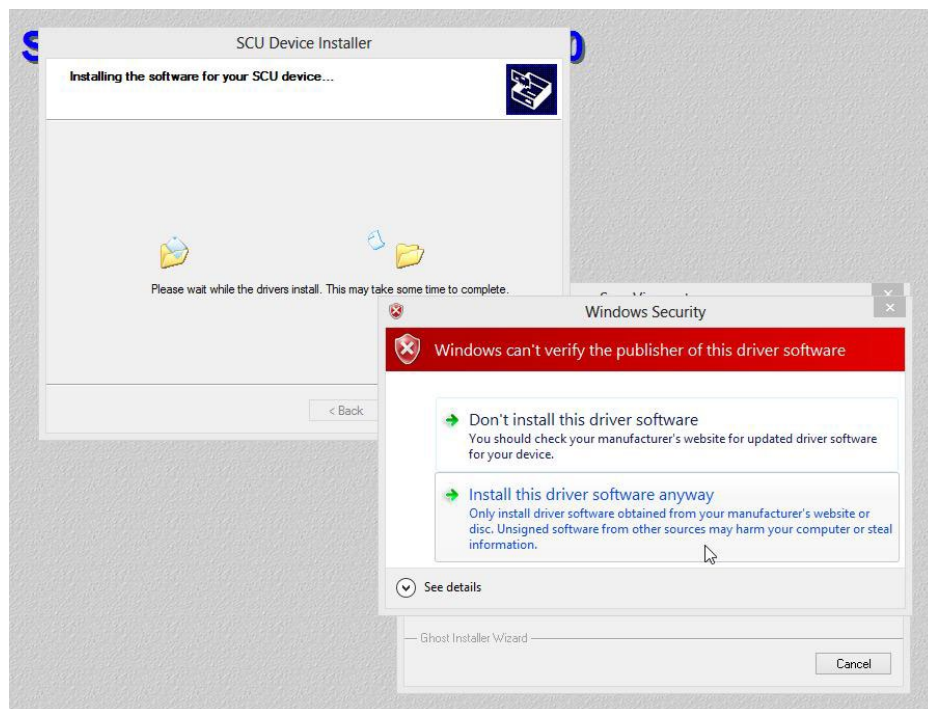 SCU Device Installer
Installing the software for your SCU device...
Please wait while the drivers install. This may take some time to complete.
< Back
Windows Security
Windows can't verify the publisher of this driver software
Don't install this driver software
You should check your manufacturer's website for updated driver software
for your device.
Install this driver software anyway
Only install driver software obtained from your manufacturer's website or
disc. Unsigned software from other sources may harm your computer or steal
information.
See details
Ghost Installer Wizard
Cancel